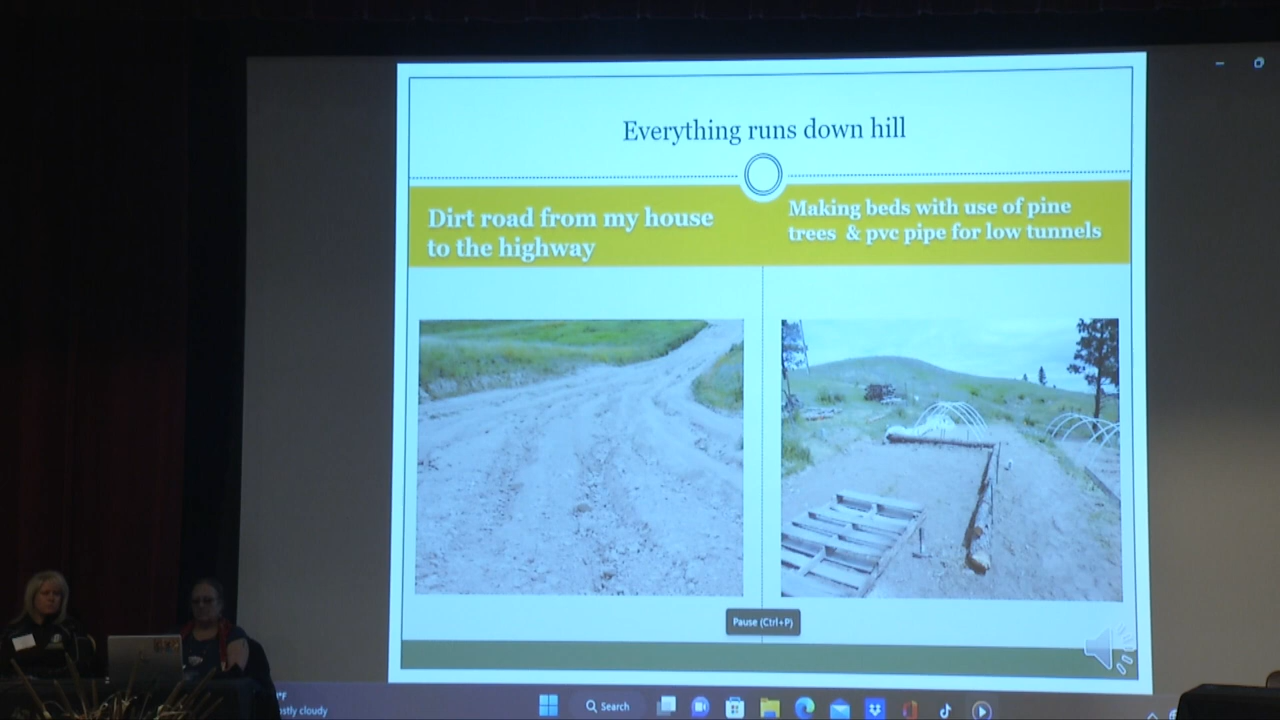 Everything runs down hill
Dirt road from my house
to the highway
Making beds with use of pine
trees & pvc pipe for low tunnels
Pause (Ctrl+P)
Search
cloudy